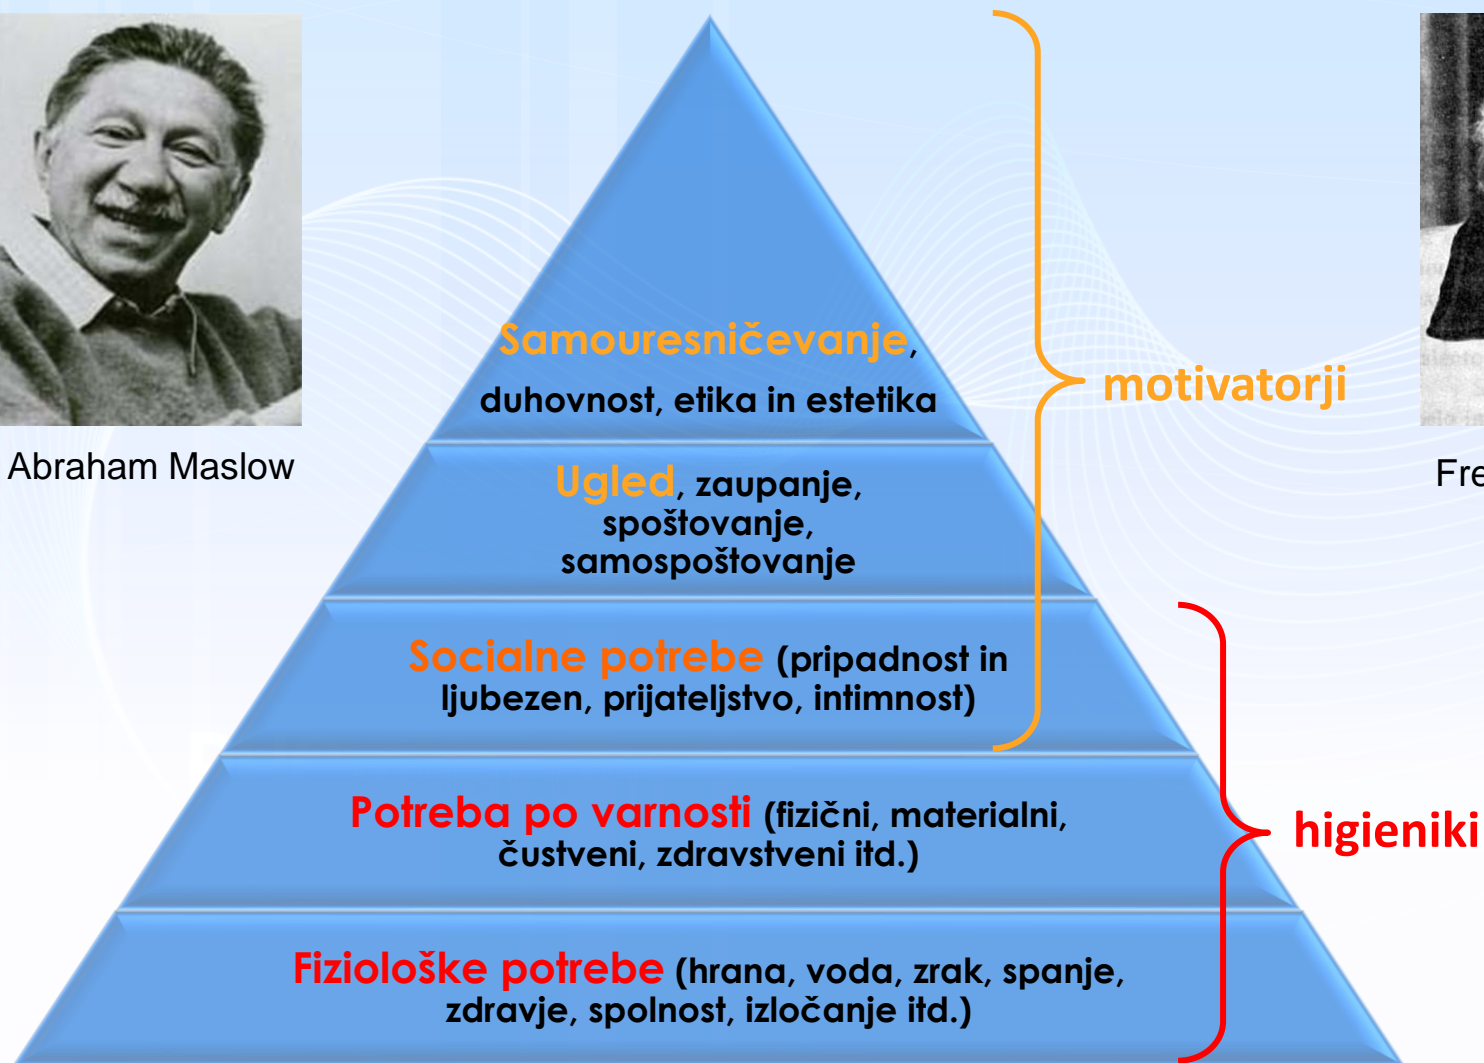 Samouresničevanje,
duhovnost, etika in estetika
motivatorji
Abraham Maslow
Fre
Ugled, zaupanje,
spoštovanje,
samospoštovanje
Socialne potrebe (pripadnost in
ljubezen, prijateljstvo, intimnost)
Potreba po varnosti (fizični, materialni,
čustveni, zdravstveni itd.)
higieniki
Fiziološke potrebe (hrana, voda, zrak, spanje,
zdravje, spolnost, izločanje itd.)